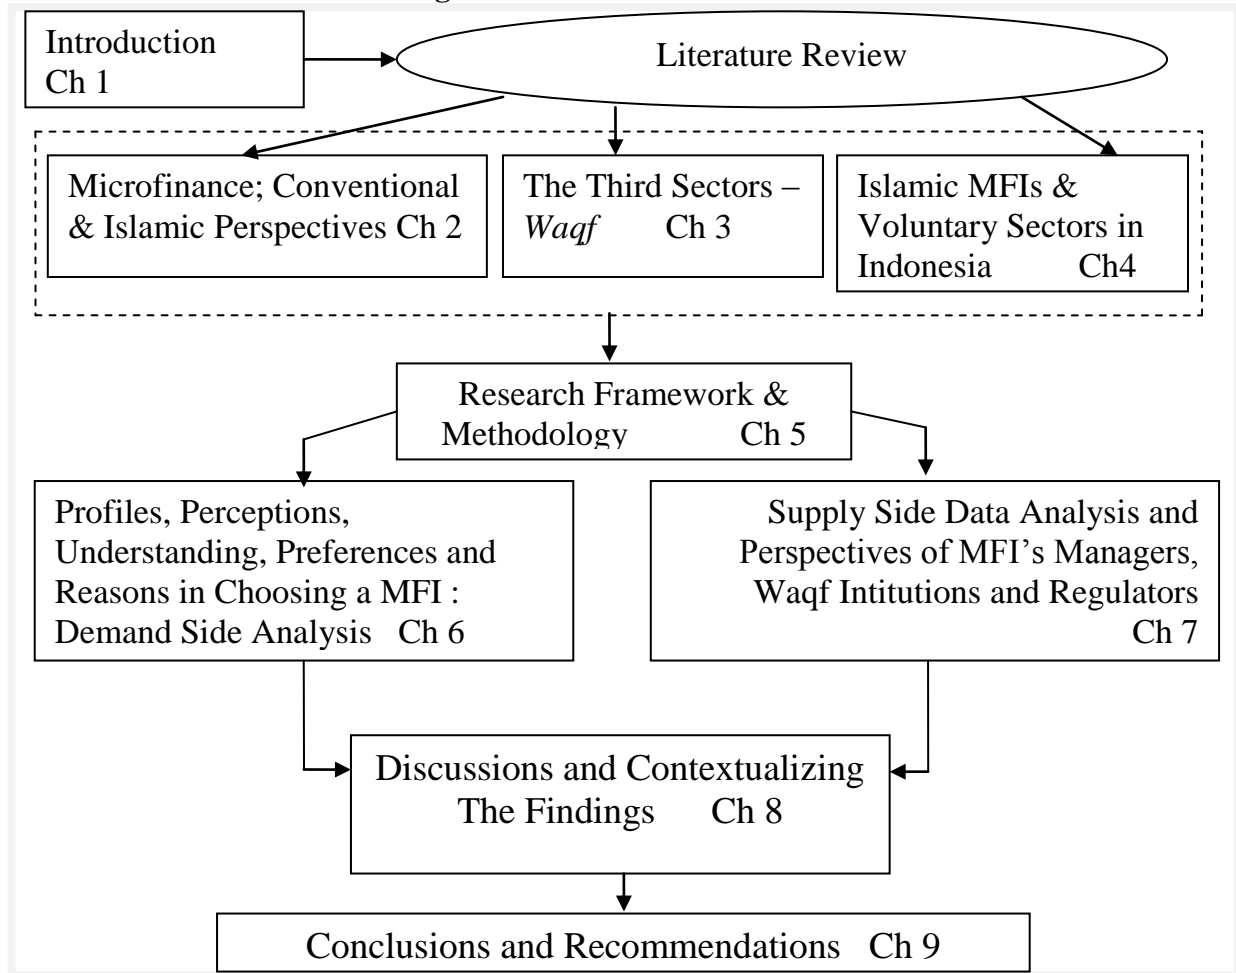 Introduction
Ch 1
Literature Review
Microfinance; Conventional
& Islamic Perspectives Ch 2
The Third Sectors –
Waqf Ch 3
Islamic MFIs &
Voluntary Sectors in
Indonesia Ch4
Research Framework &
Methodology Ch 5
Profiles, Perceptions,
Understanding, Preferences and
Reasons in Choosing a MFI :
Demand Side Analysis Ch 6
Supply Side Data Analysis and
Perspectives of MFI’s Managers,
Waqf Intitutions and Regulators
Ch 7
Discussions and Contextualizing
The Findings Ch 8
Conclusions and Recommendations Ch 9